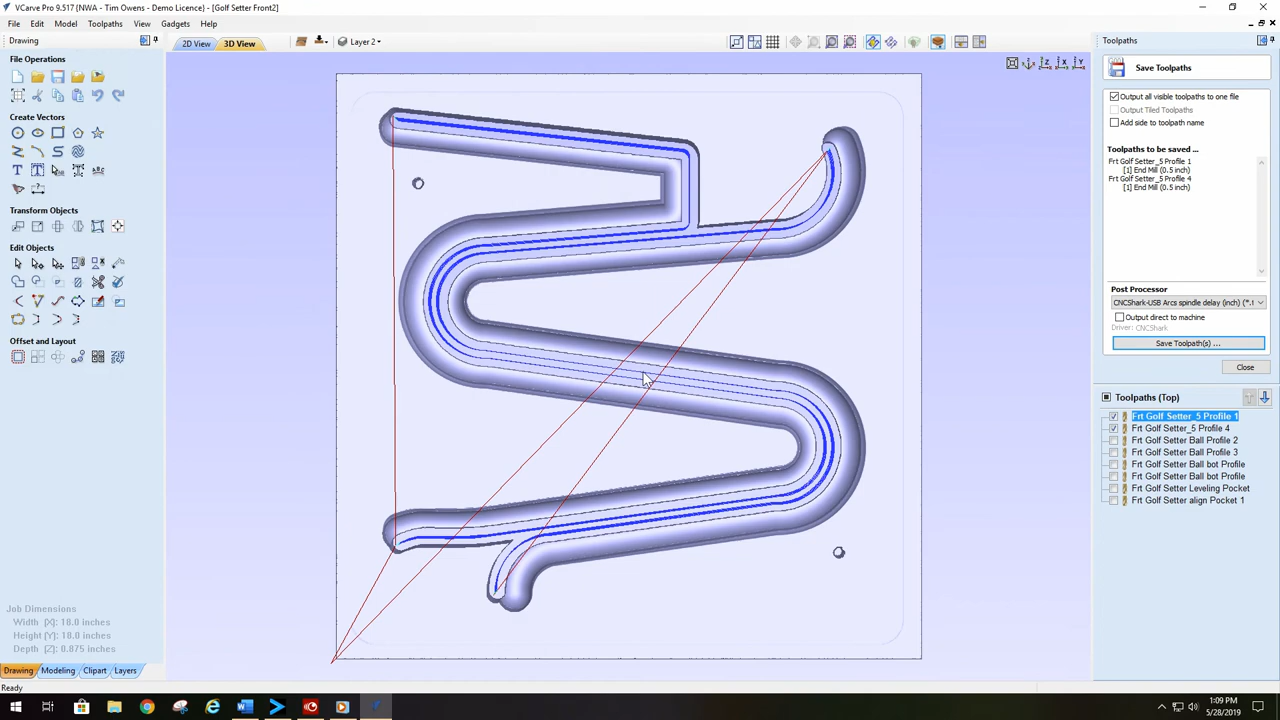 VCarve Pro 9.517 {NWA - Tim Owens - Demo Licence} - [Golf Setter Front2]
File Edit Model Toolpaths View Gadgets Help
Drawing
2D View 3D View Layer 2
Toolpaths
File Operations
Create Vectors
Transform Objects
Edit Objects
Offset and Layout
Job Dimensions
Width (X): 18.0 inches
Height (Y): 18.0 inches
Depth (Z): 0.875 inches
Drawing Modeling Clipart Layers
Ready
Z X Y
Save Toolpaths
Output all visible toolpaths to one file
Output Tiled Toolpaths
Add side to toolpath name
Toolpaths to be saved ...
Frt Golf Setter_5 Profile 1
[1] End Mill (0.5 inch)
Frt Golf Setter_5 Profile 4
[1] End Mill (0.5 inch)
Post Processor
CNCShark-USB Arcs spindle delay (inch) (*.t
Output direct to machine
Driver: CNCShark
Save Toolpath(s) ...
Close
Toolpaths (Top)
Frt Golf Setter_5 Profile 1
Frt Golf Setter_5 Profile 4
Frt Golf Setter Ball Profile 2
Frt Golf Setter Ball Profile 3
Frt Golf Setter Ball bot Profile
Frt Golf Setter Ball bot Profile
Frt Golf Setter Leveling Pocket
Frt Golf Setter align Pocket 1
1:09 PM
5/28/2019